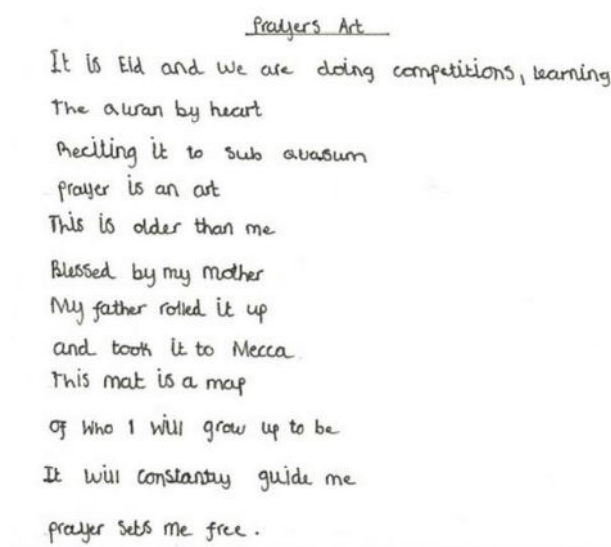 Prayers Art
It is Eid and we are doing competitions, learning
The Quran by heart
Reciting it to sub quasum
prayer is an art
This is older than me
Blessed by my mother
My father rolled it up
and took it to Mecca
This mat is a map
of who I will grow up to be
It will constantly guide me
prayer sets me free.